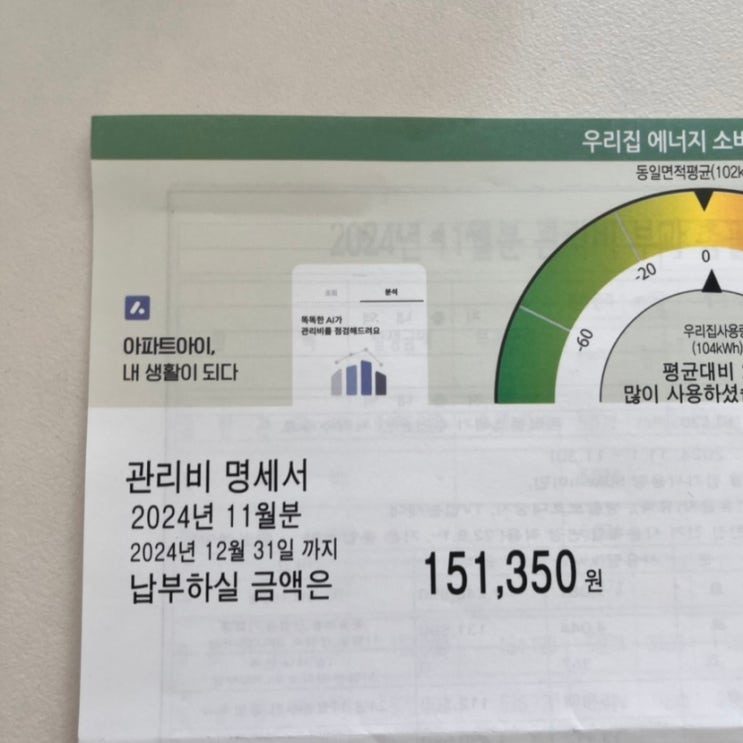 우리집 에너지 소
동일면적평균(102k
0
-20
-60
조회
분석
똑똑한 AI가
관리비를 점검해드려요
우리집사용량
(104kWh)
평균대비
많이 사용하셨
아파트아이,
내 생활이 되다
관리비 명세서
2024년 11월분
2024년 12월 31일 까지
납부하실 금액은
151,350원